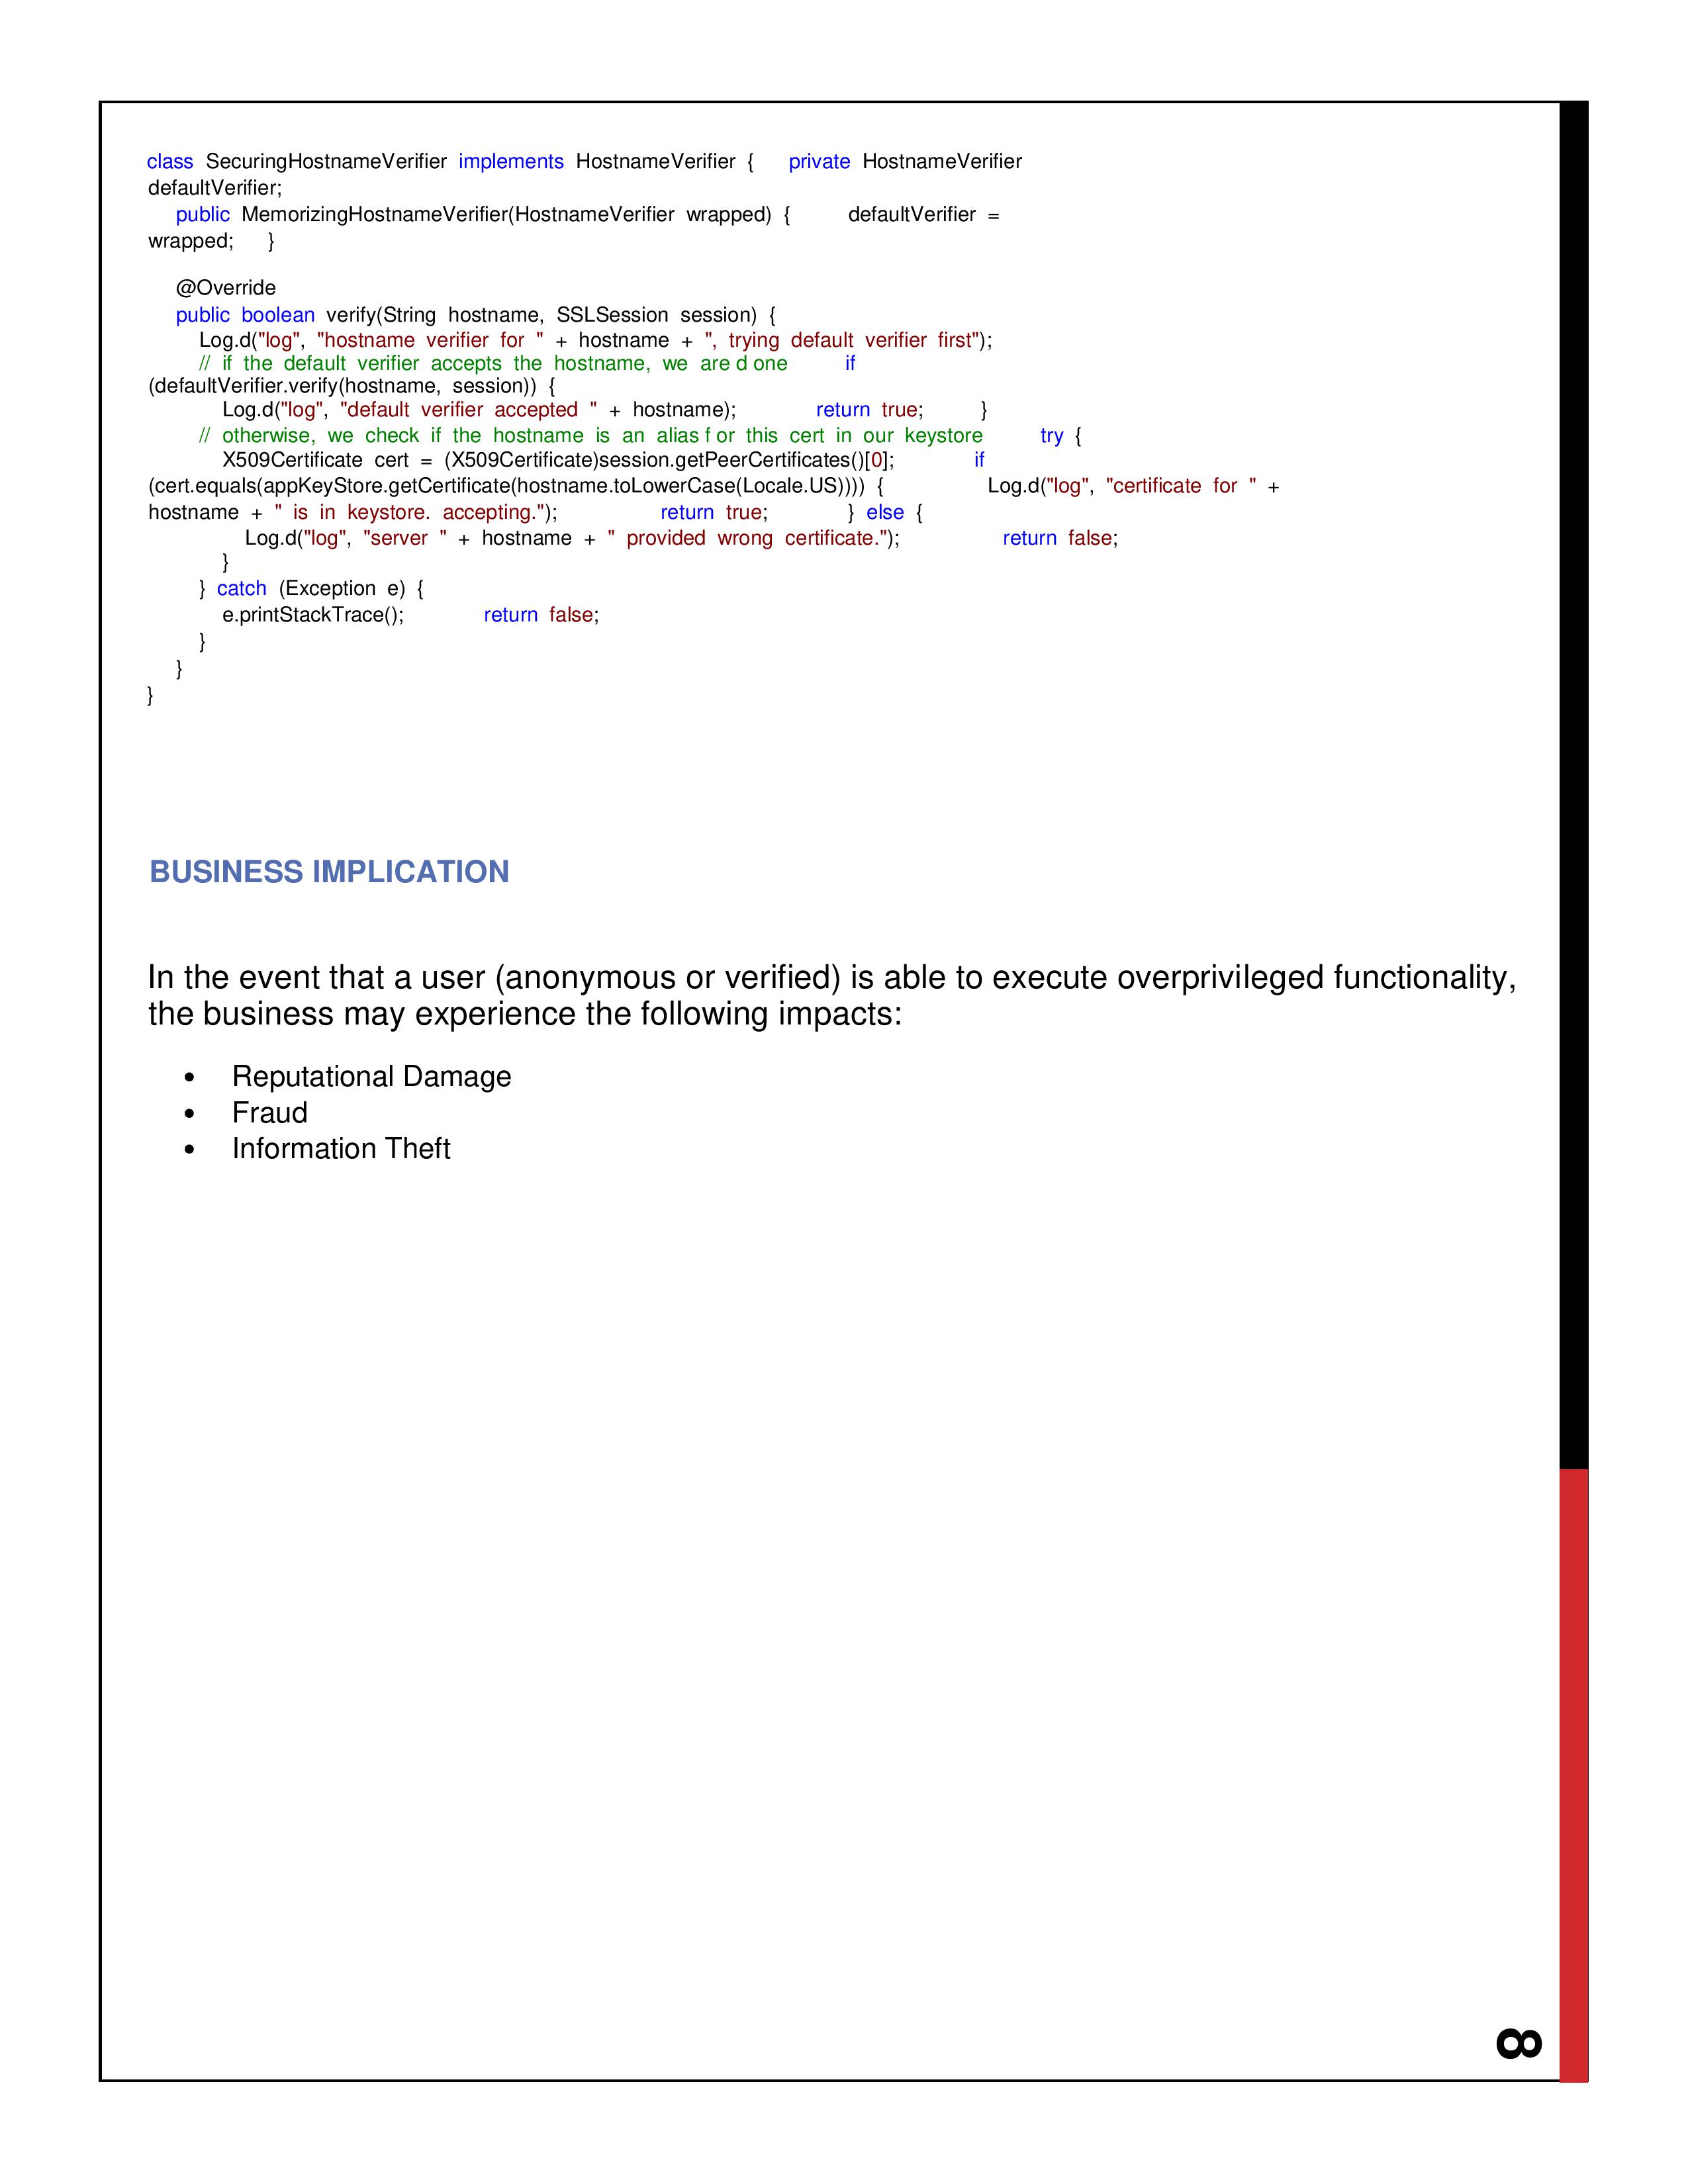 class SecuringHostnameVerifier implements HostnameVerifier { private HostnameVerifier
defaultVerifier;
public MemorizingHostnameVerifier(HostnameVerifier wrapped) { defaultVerifier =
wrapped; }
@Override
public boolean verify(String hostname, SSLSession session) {
Log.d("log", "hostname verifier for " + hostname + ", trying default verifier first");
// if the default verifier accepts the hostname, we are d one if
(defaultVerifier.verify(hostname, session)) {
Log.d("log", "default verifier accepted " + hostname); return true; }
// otherwise, we check if the hostname is an alias f or this cert in our keystore try {
X509Certificate cert = (X509Certificate)session.getPeerCertificates()[0]; if
(cert.equals(appKeyStore.getCertificate(hostname.toLowerCase(Locale.US)))) { Log.d("log", "certificate for " +
hostname + " is in keystore. accepting."); return true; } else {
Log.d("log", "server " + hostname + " provided wrong certificate."); return false;
}
} catch (Exception e) {
e.printStackTrace(); return false;
}
}
}
BUSINESS IMPLICATION
In the event that a user (anonymous or verified) is able to execute overprivileged functionality,
the business may experience the following impacts:
• Reputational Damage
• Fraud
• Information Theft
8